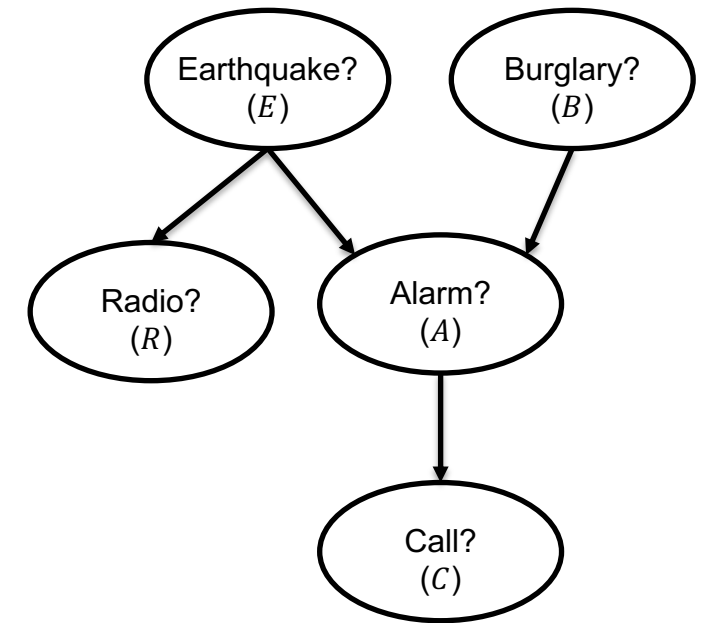 Earthquake?
(E)
Burglary?
(B)
Radio?
(R)
Alarm?
(A)
Call?
(C)